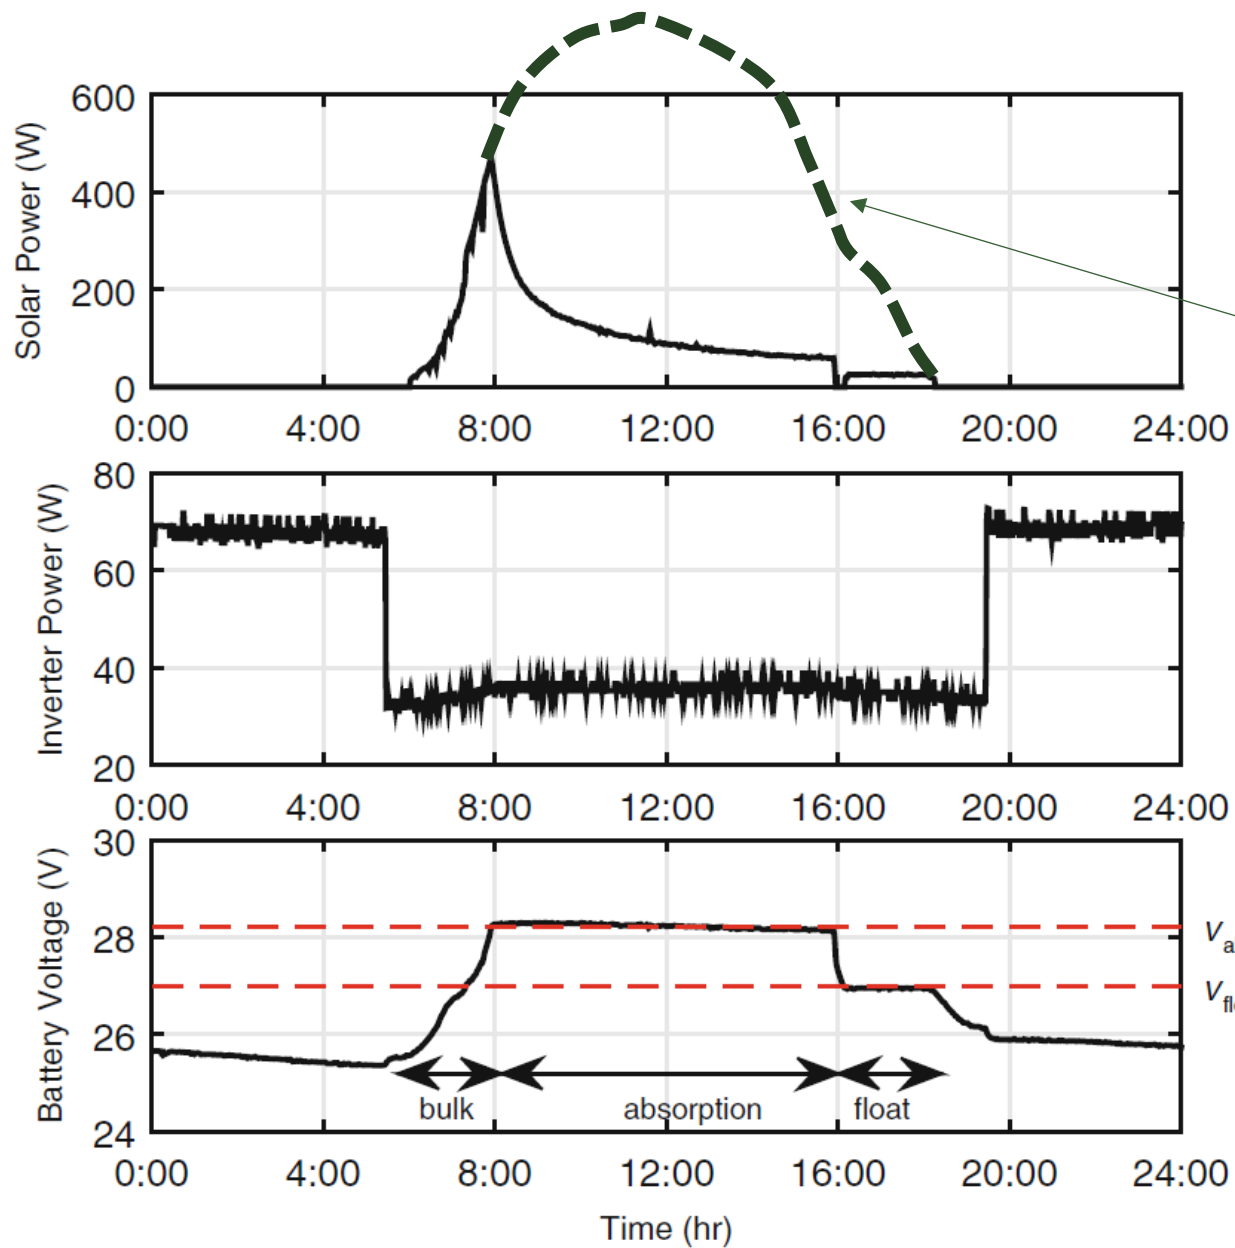 Solar Power (W)
600
400
200
0
0:00 4:00 8:00 12:00 16:00 20:00 24:00
Inverter Power (W)
80
60
40
20
0:00 4:00 8:00 12:00 16:00 20:00 24:00
Battery Voltage (V)
30
28
26
24
V
V
bulk absorption float
0:00 4:00 8:00 12:00 16:00 20:00 24:00
Time (hr)